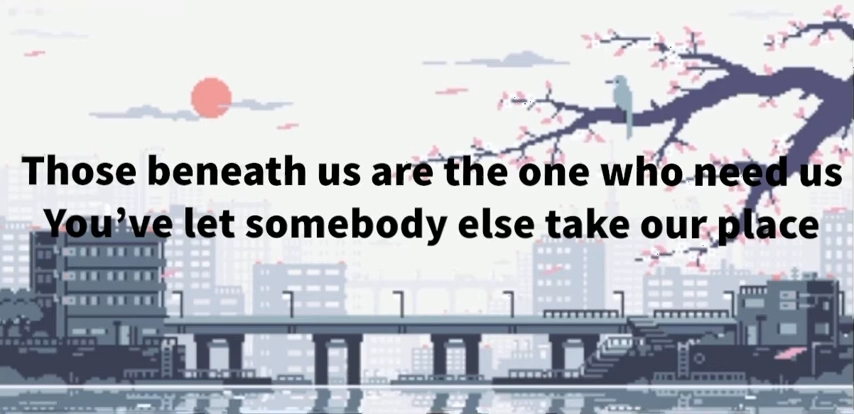 Those beneath us are the one who need us
You’ve let somebody else take our place